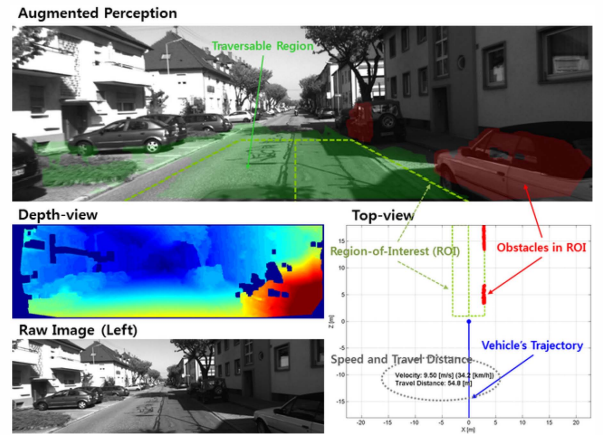 Augmented Perception
Traversable Region
Depth-view
Top-view
Region-of-Interest (ROI)
Obstacles in ROI
Raw Image (Left)
Vehicle's Trajectory
Speed and Travel Distance
Velocity: 9.50 [m/s] (34.2 [km/h])
Travel Distance: 54.8 [m]
Z [m]
15
10
5
0
-5
-10
-15
-20 -15 -10 -5 0 5 10 15 20
X [m]